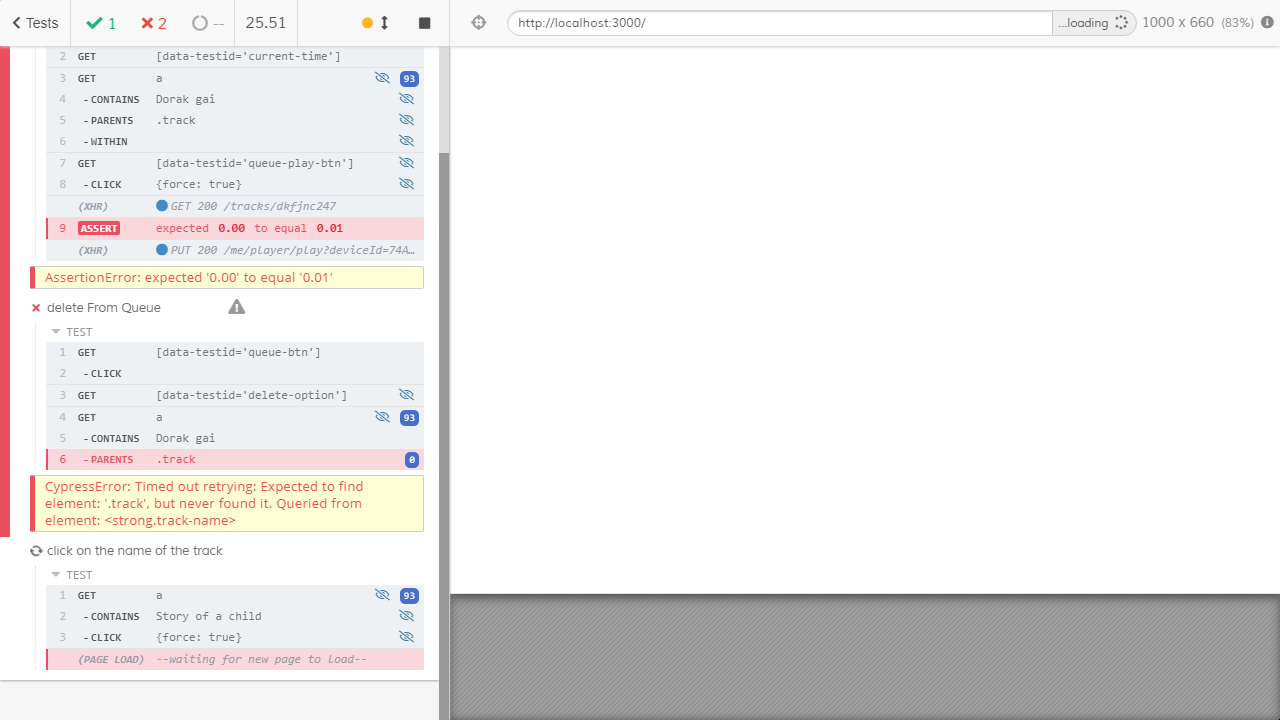 Tests 1 2 -- 25.51 http://localhost:3000/ ...loading 1000 x 660 (83%)
2 GET [data-testid='current-time']
3 GET a 93
4 -CONTAINS Dorak gai
5 -PARENTS .track
6 -WITHIN
7 GET [data-testid='queue-play-btn']
8 -CLICK {force: true}
(XHR) GET 200 /tracks/dkfjnc247
9 ASSERT expected 0.00 to equal 0.01
(XHR) PUT 200 /me/player/play?deviceId=74A…
AssertionError: expected '0.00' to equal '0.01'
delete From Queue
TEST
1 GET [data-testid='queue-btn']
2 -CLICK
3 GET [data-testid='delete-option']
4 GET a 93
5 -CONTAINS Dorak gai
6 -PARENTS .track 0
CypressError: Timed out retrying: Expected to find
element: '.track', but never found it. Queried from
element: <strong.track-name>
click on the name of the track
TEST
1 GET a 93
2 -CONTAINS Story of a child
3 -CLICK {force: true}
(PAGE LOAD) --waiting for new page to load--